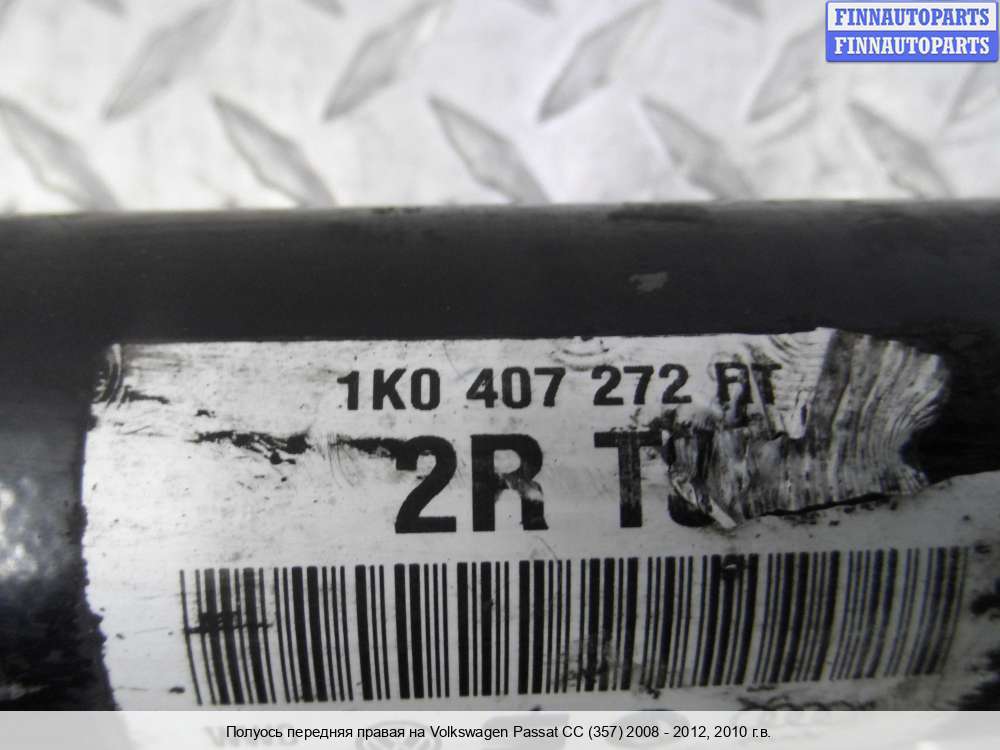 FINNAUTOPARTS
FINNAUTOPARTS
1K0 407 272
2R
Полуось передняя правая на Volkswagen Passat CC (357) 2008 - 2012, 2010 г.в.